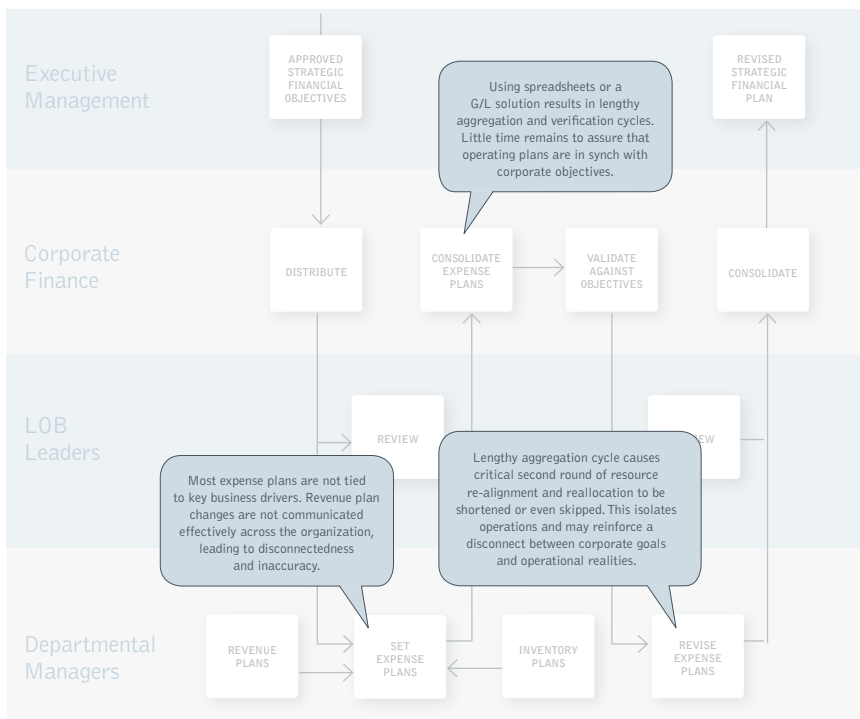 Executive
Management
APPROVED
STRATEGIC
FINANCIAL
OBJECTIVES
Using spreadsheets or a
G/L solution results in lengthy
aggregation and verification cycles.
Little time remains to assure that
operating plans are in synch with
corporate objectives.
REVISED
STRATEGIC
FINANCIAL
PLAN
Corporate
Finance
DISTRIBUTE
CONSOLIDATE
EXPENSE
PLANS
VALIDATE
AGAINST
OBJECTIVES
CONSOLIDATE
LOB
Leaders
REVIEW
Most expense plans are not tied
to key business drivers. Revenue plan
changes are not communicated
effectively across the organization,
leading to disconnectedness
and inaccuracy.
Lengthy aggregation cycle causes
critical second round of resource
re-alignment and reallocation to be
shortened or even skipped. This isolates
operations and may reinforce a
disconnect between corporate goals
and operational realities.
Departmental
Managers
REVENUE
PLANS
SET
EXPENSE
PLANS
INVENTORY
PLANS
REVISE
EXPENSE
PLANS